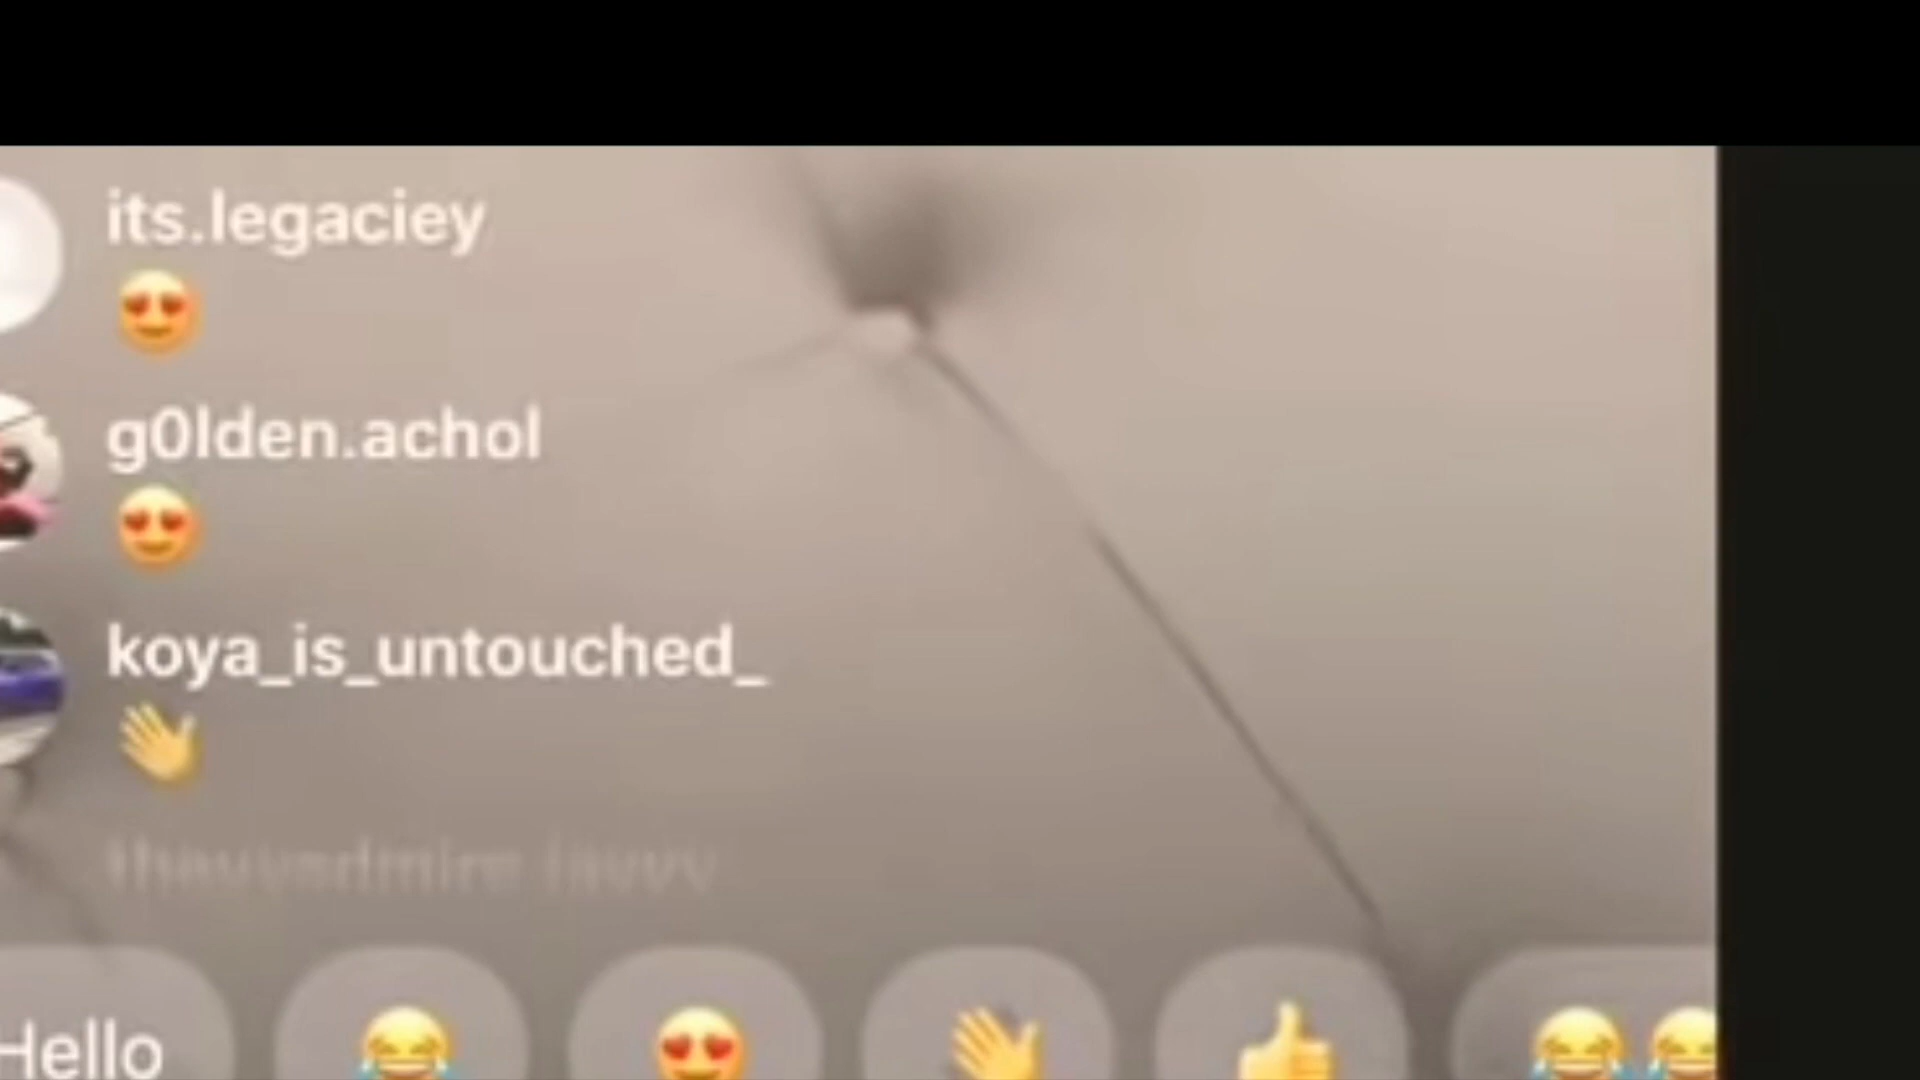 its.legaciey
😍
g0lden.achol
😍
koya_is_untouched_
👋
Hello 😂 😍 👋 👍 😂😂